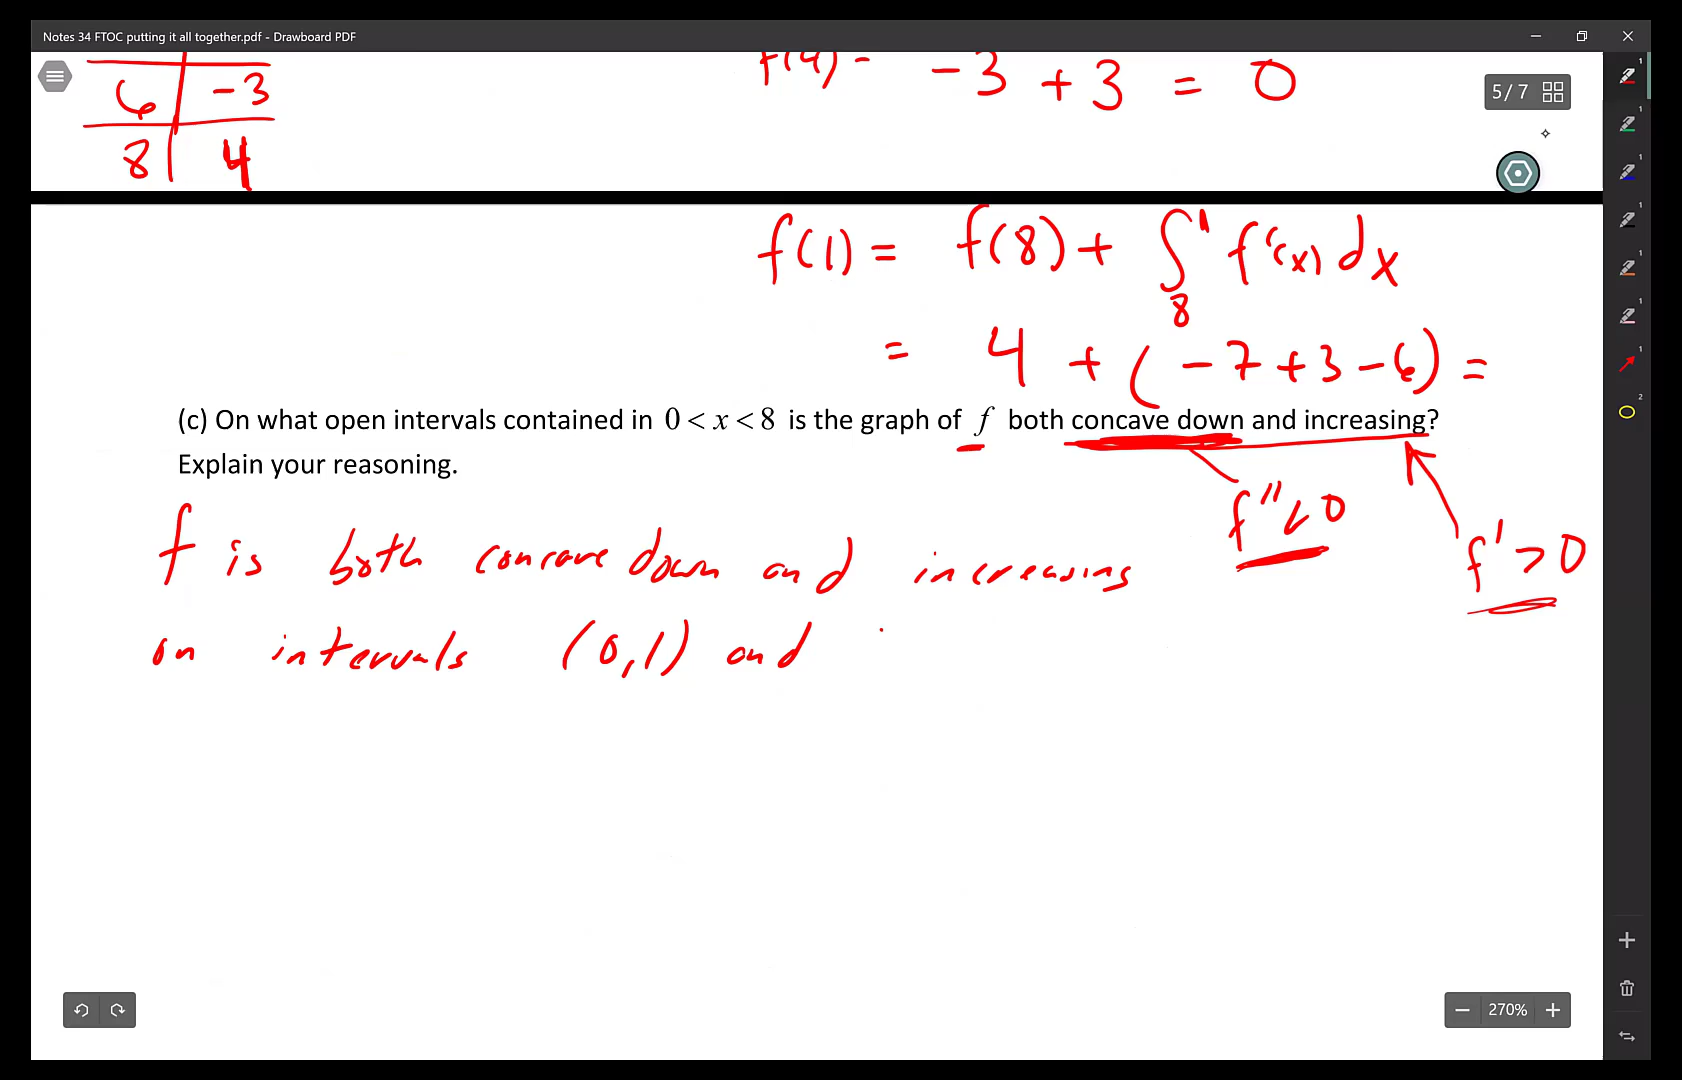 Notes 34 FTOC putting it all together.pdf - Drawboard PDF
6 | -3
8 | 4
f(4) = -3 + 3 = 0
5 / 7
f(1) = f(8) + ∫₈¹ f'(x) dx
= 4 + (-7 + 3 - 6) =
(c) On what open intervals contained in 0 < x < 8 is the graph of f both concave down and increasing?
Explain your reasoning.
f'' < 0
f' > 0
f is both concave down and increasing
on intervals (0,1) and
270%